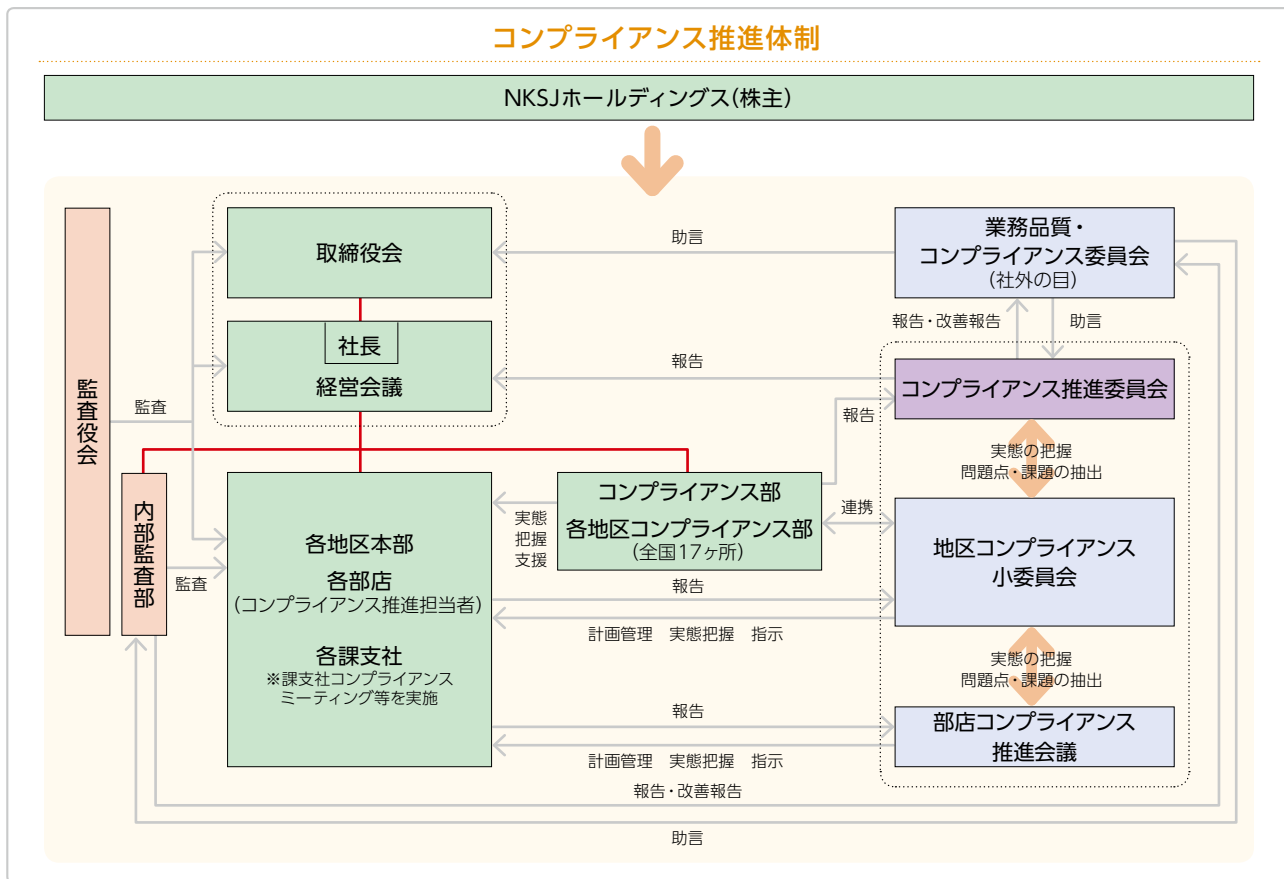 コンプライアンス推進体制
NKSJホールディングス(株主)
監査役会
監査
取締役会
社長
経営会議
助言
業務品質・
コンプライアンス委員会
(社外の目)
報告・改善報告
助言
報告
コンプライアンス推進委員会
報告
実態の把握
問題点・課題の抽出
内部監査部
監査
各地区本部
各部店
(コンプライアンス推進担当者)
各課支社
※課支社コンプライアンス
ミーティング等を実施
実態
把握
支援
コンプライアンス部
各地区コンプライアンス部
(全国17ヶ所)
連携
地区コンプライアンス
小委員会
報告
計画管理 実態把握 指示
実態の把握
問題点・課題の抽出
報告
計画管理 実態把握 指示
部店コンプライアンス
推進会議
報告・改善報告
助言